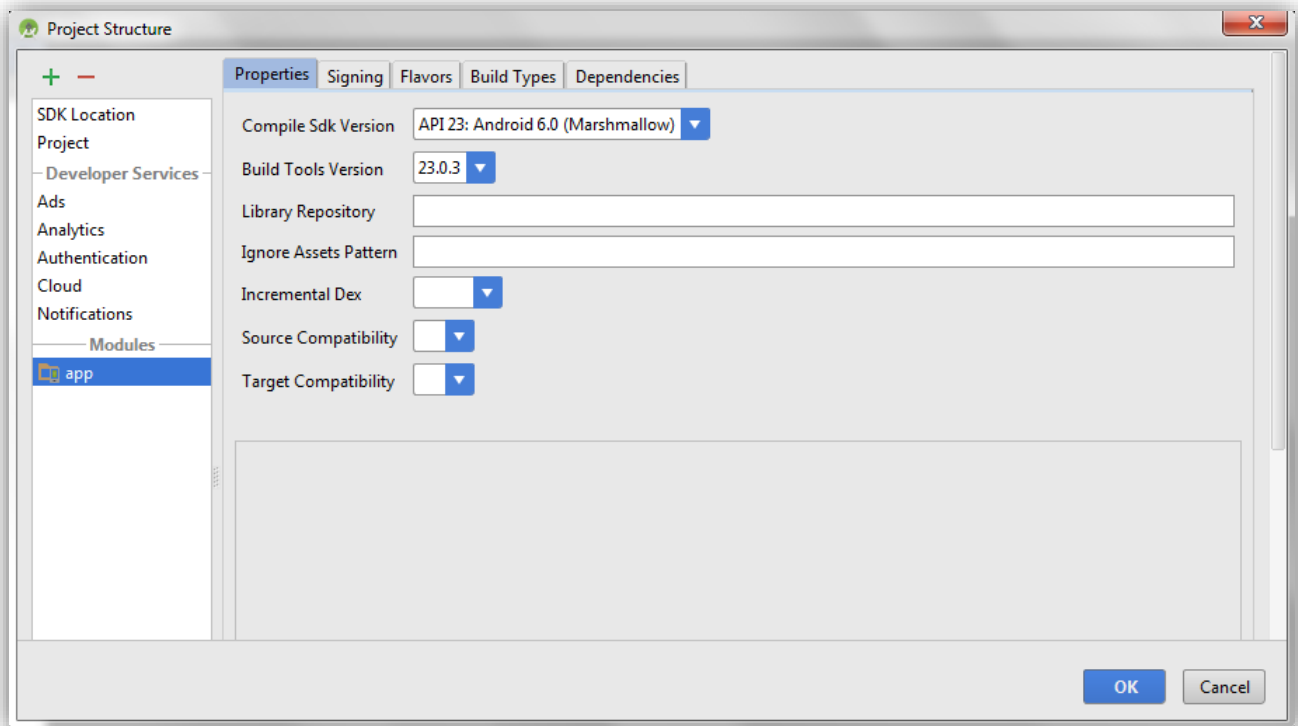 Project Structure
SDK Location
Project
Developer Services
Ads
Analytics
Authentication
Cloud
Notifications
Modules
app
Properties Signing Flavors Build Types Dependencies
Compile Sdk Version API 23: Android 6.0 (Marshmallow)
Build Tools Version 23.0.3
Library Repository
Ignore Assets Pattern
Incremental Dex
Source Compatibility
Target Compatibility
OK Cancel